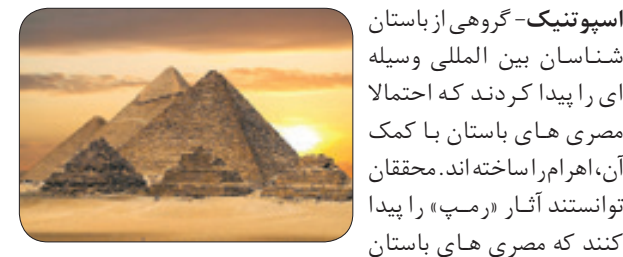 اسپوتنیک- گروهی از باستان
شناسان بین المللی وسیله
ای را پیدا کردند که احتمالا
مصری های باستان با کمک
آن، اهرام را ساخته اند. محققان
توانستند آثار «رمپ» را پیدا
کنند که مصری های باستان